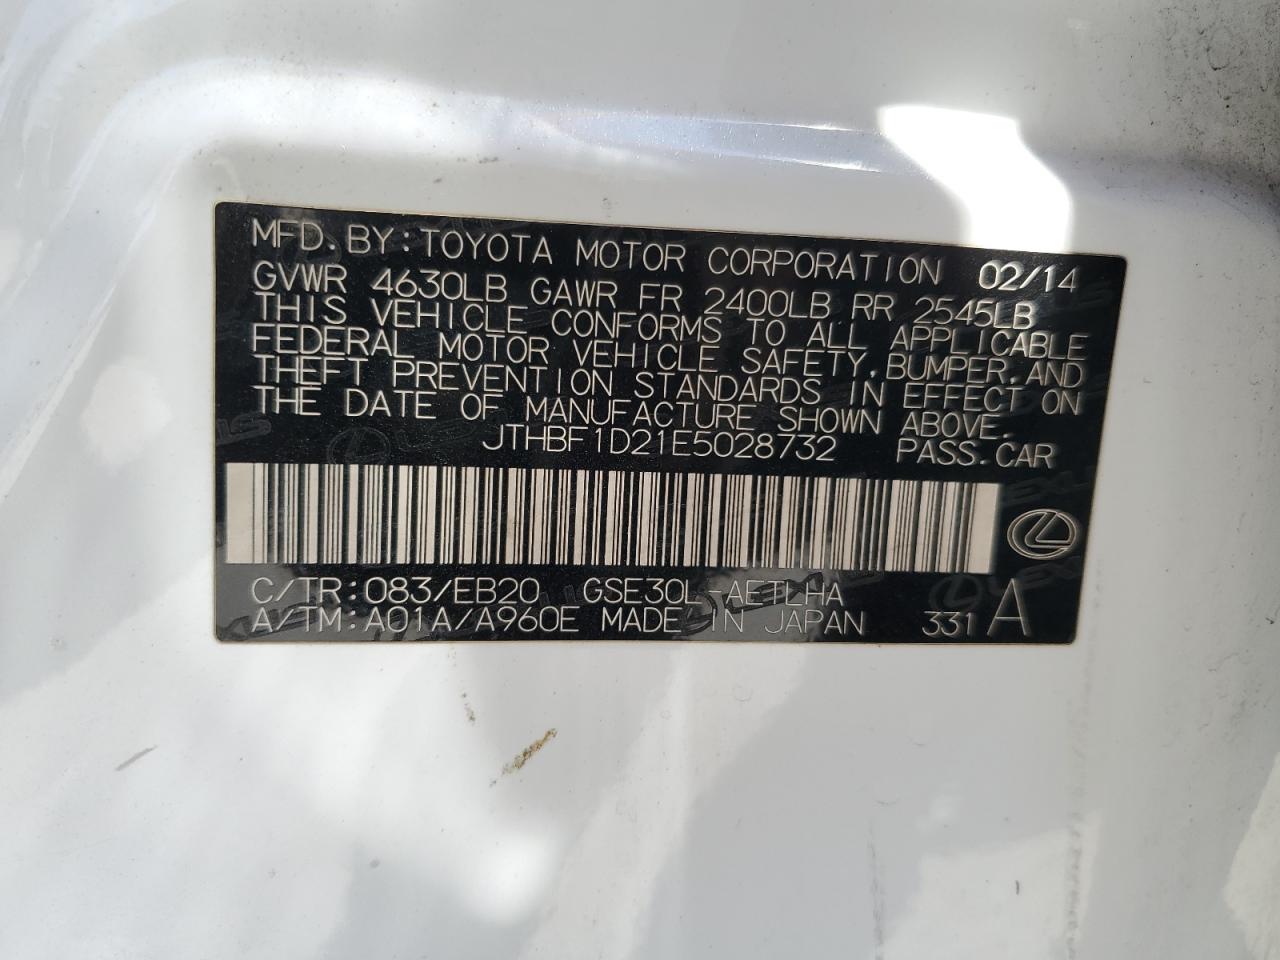 MFD. BY: TOYOTA MOTOR CORPORATION 02/14
GVWR 4630LB GAWR FR 2400LB RR 2545LB
THIS VEHICLE CONFORMS TO ALL APPLICABLE
FEDERAL MOTOR VEHICLE SAFETY, BUMPER, AND
THEFT PREVENTION STANDARDS IN EFFECT ON
THE DATE OF MANUFACTURE SHOWN ABOVE.
JTHBF1D21E5028732 PASS. CAR
C/TR: 083/EB20 GSE30L-AETLHA
A/TM: A01A/A960E MADE IN JAPAN 331 A